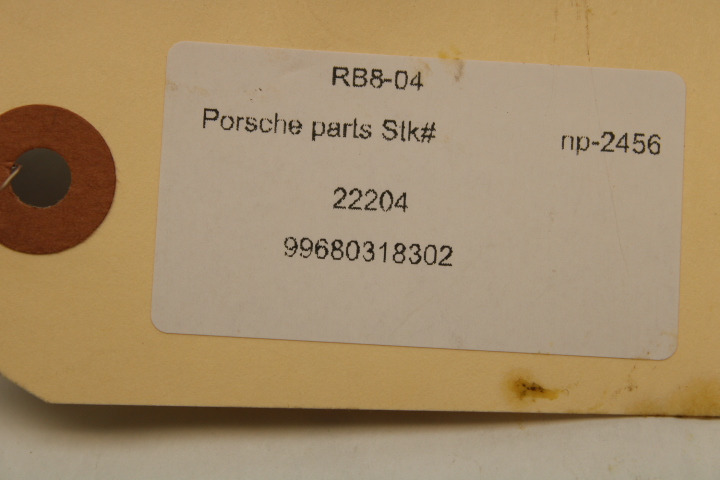 RB8-04
Porsche parts Stk# np-2456
22204
99680318302